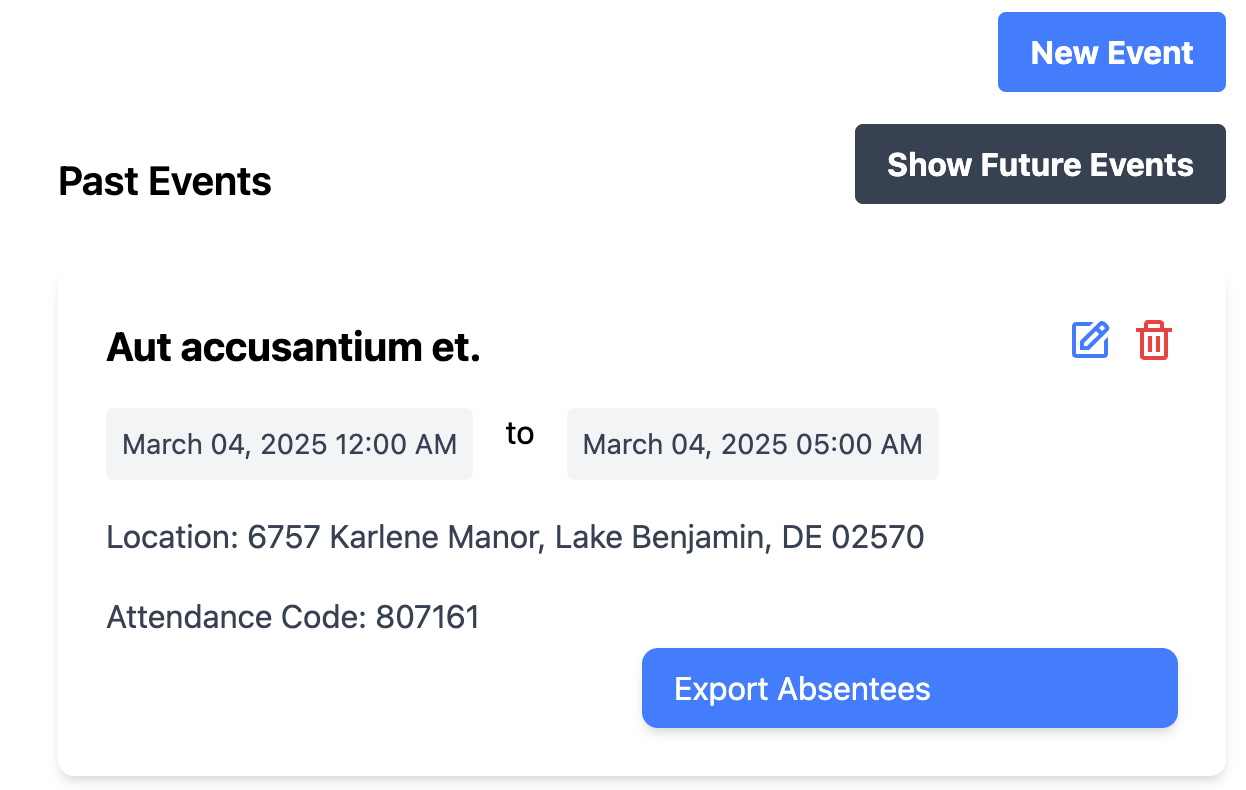 New Event
Past Events
Show Future Events
Aut accusantium et.
March 04, 2025 12:00 AM to March 04, 2025 05:00 AM
Location: 6757 Karlene Manor, Lake Benjamin, DE 02570
Attendance Code: 807161
Export Absentees